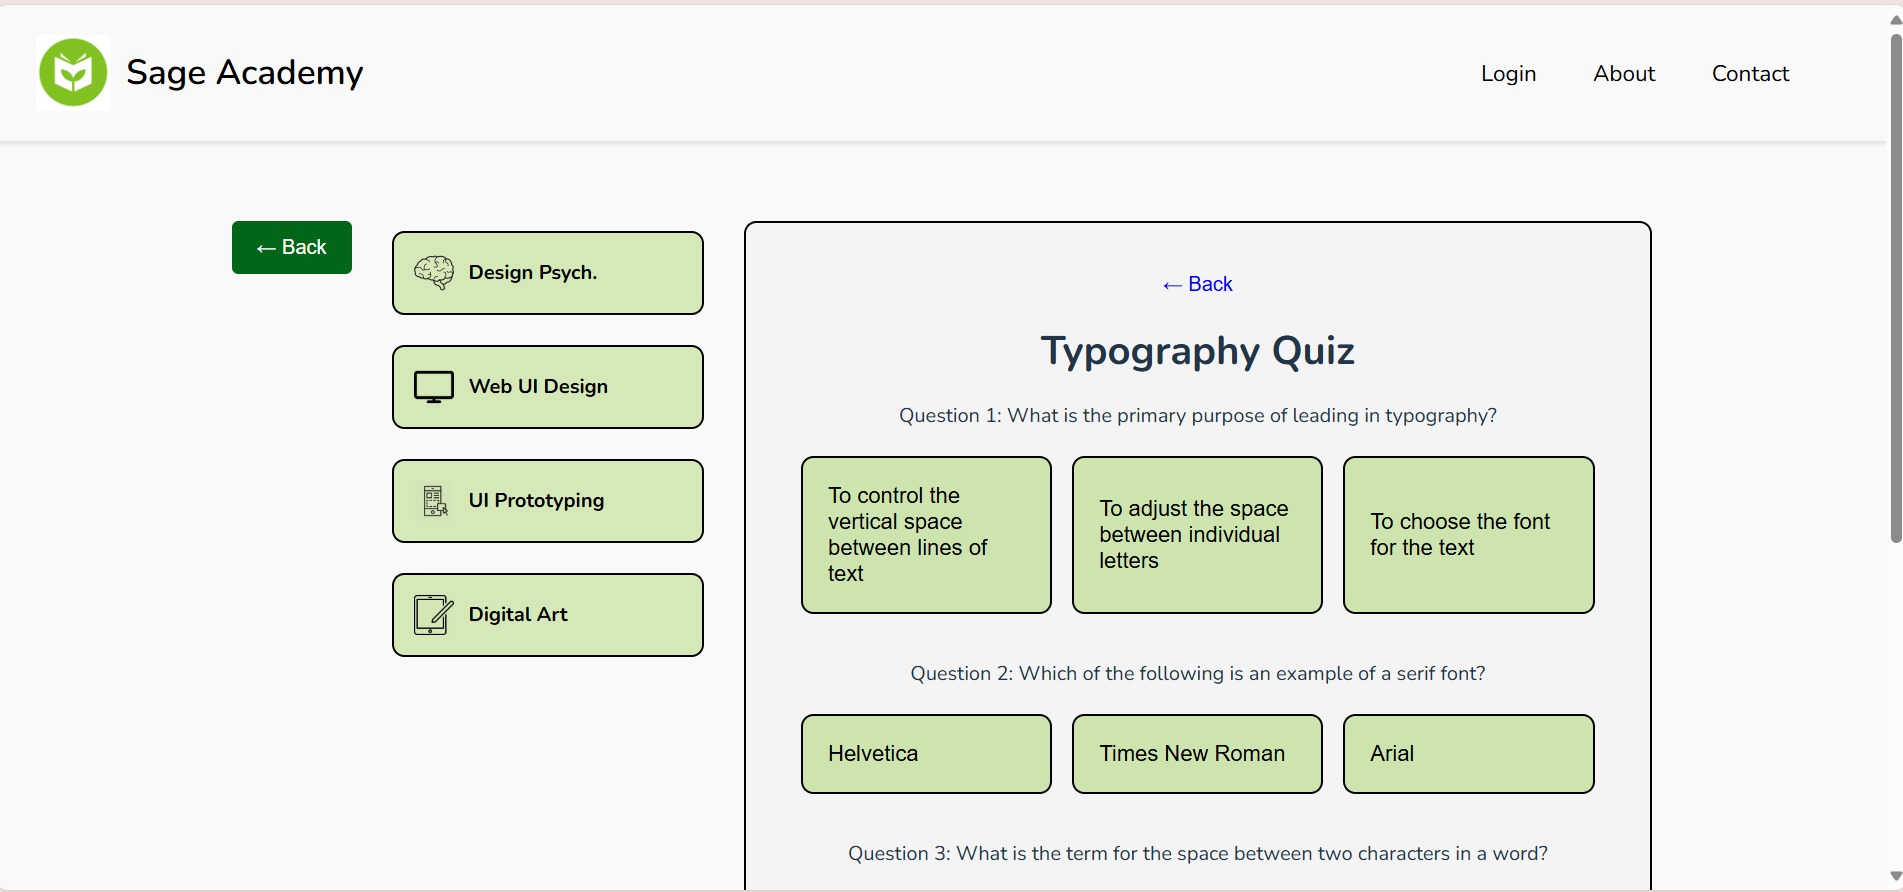 Sage Academy
Login
About
Contact
← Back
Design Psych.
Web UI Design
UI Prototyping
Digital Art
← Back
Typography Quiz
Question 1: What is the primary purpose of leading in typography?
To control the
vertical space
between lines of
text
To adjust the space
between individual
letters
To choose the font
for the text
Question 2: Which of the following is an example of a serif font?
Helvetica
Times New Roman
Arial
Question 3: What is the term for the space between two characters in a word?